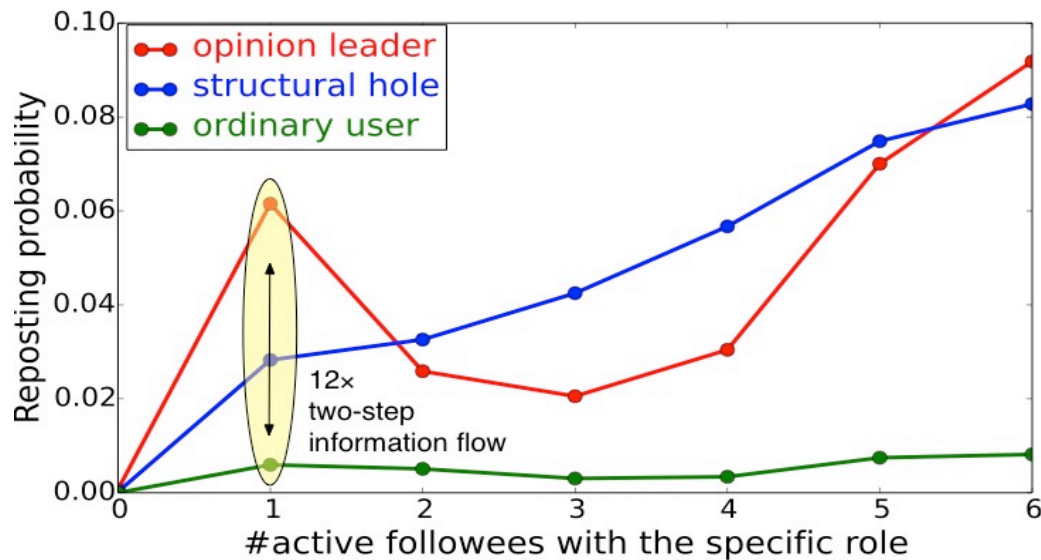 0.10
0.08
0.06
0.04
0.02
0.00
Reposting probability
opinion leader
structural hole
ordinary user
12×
two-step
information flow
0 1 2 3 4 5 6
#active followees with the specific role